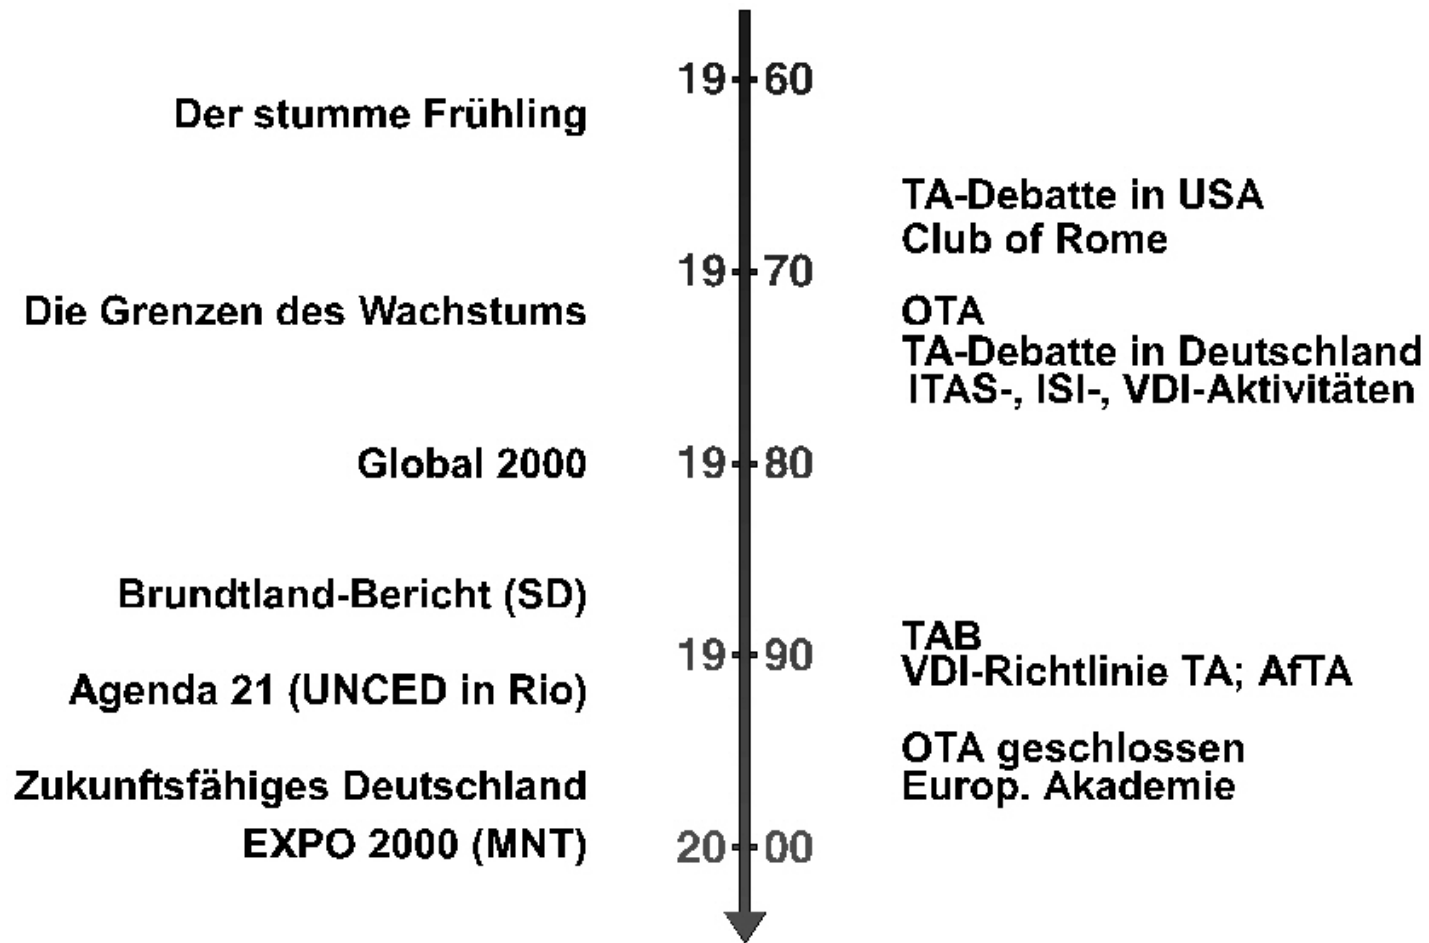 19 60
Der stumme Frühling
TA-Debatte in USA
Club of Rome
19 70
Die Grenzen des Wachstums
OTA
TA-Debatte in Deutschland
ITAS-, ISI-, VDI-Aktivitäten
Global 2000
19 80
Brundtland-Bericht (SD)
TAB
19 90
VDI-Richtlinie TA; AfTA
Agenda 21 (UNCED in Rio)
OTA geschlossen
Zukunftsfähiges Deutschland
Europ. Akademie
EXPO 2000 (MNT)
20 00